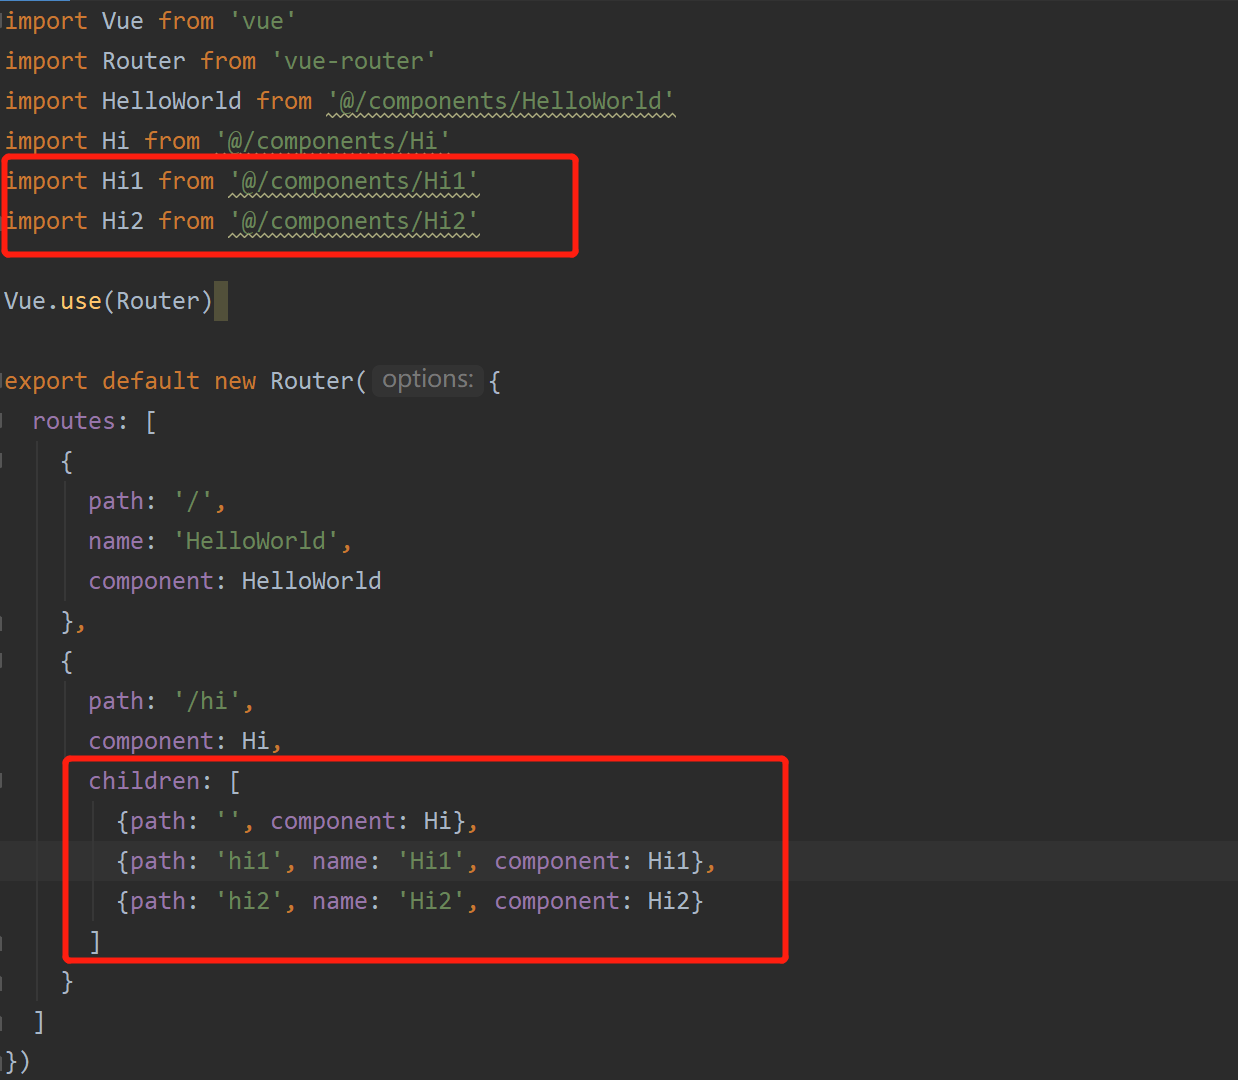 import Vue from 'vue'
import Router from 'vue-router'
import HelloWorld from '@/components/HelloWorld'
import Hi from '@/components/Hi'
import Hi1 from '@/components/Hi1'
import Hi2 from '@/components/Hi2'
Vue.use(Router)
export default new Router( options: {
  routes: [
    {
      path: '/',
      name: 'HelloWorld',
      component: HelloWorld
    },
    {
      path: '/hi',
      component: Hi,
      children: [
        {path: '', component: Hi},
        {path: 'hi1', name: 'Hi1', component: Hi1},
        {path: 'hi2', name: 'Hi2', component: Hi2}
      ]
    }
  ]
})